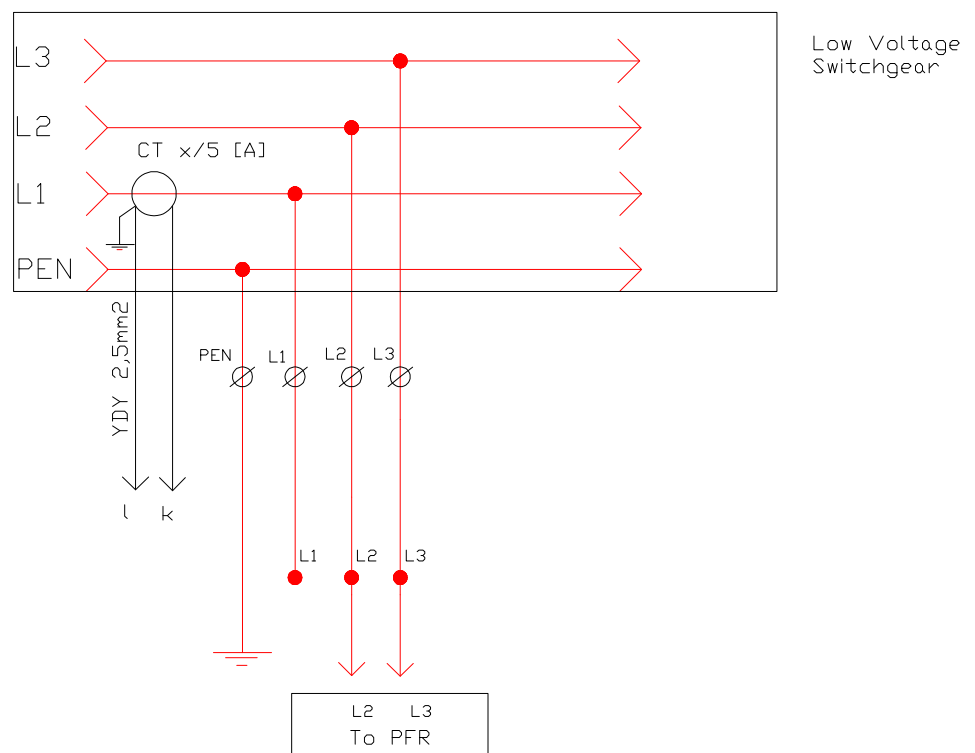 L3
Low Voltage
Switchgear
L2
CT x/5 [A]
L1
PEN
YDY 2,5mm2
PEN L1 L2 L3
l k
L1 L2 L3
L2 L3
To PFR